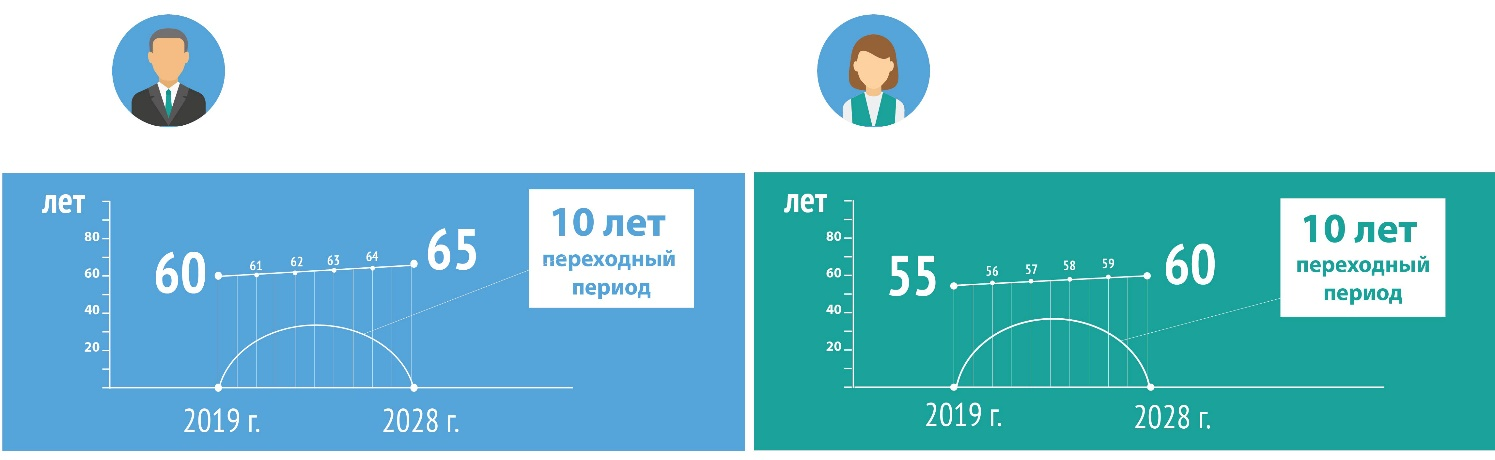 лет
80
60
40
20
60
61
62
63
64
65
10 лет
переходный
период
2019 г.
2028 г.
лет
80
60
40
20
55
56
57
58
59
60
10 лет
переходный
период
2019 г.
2028 г.